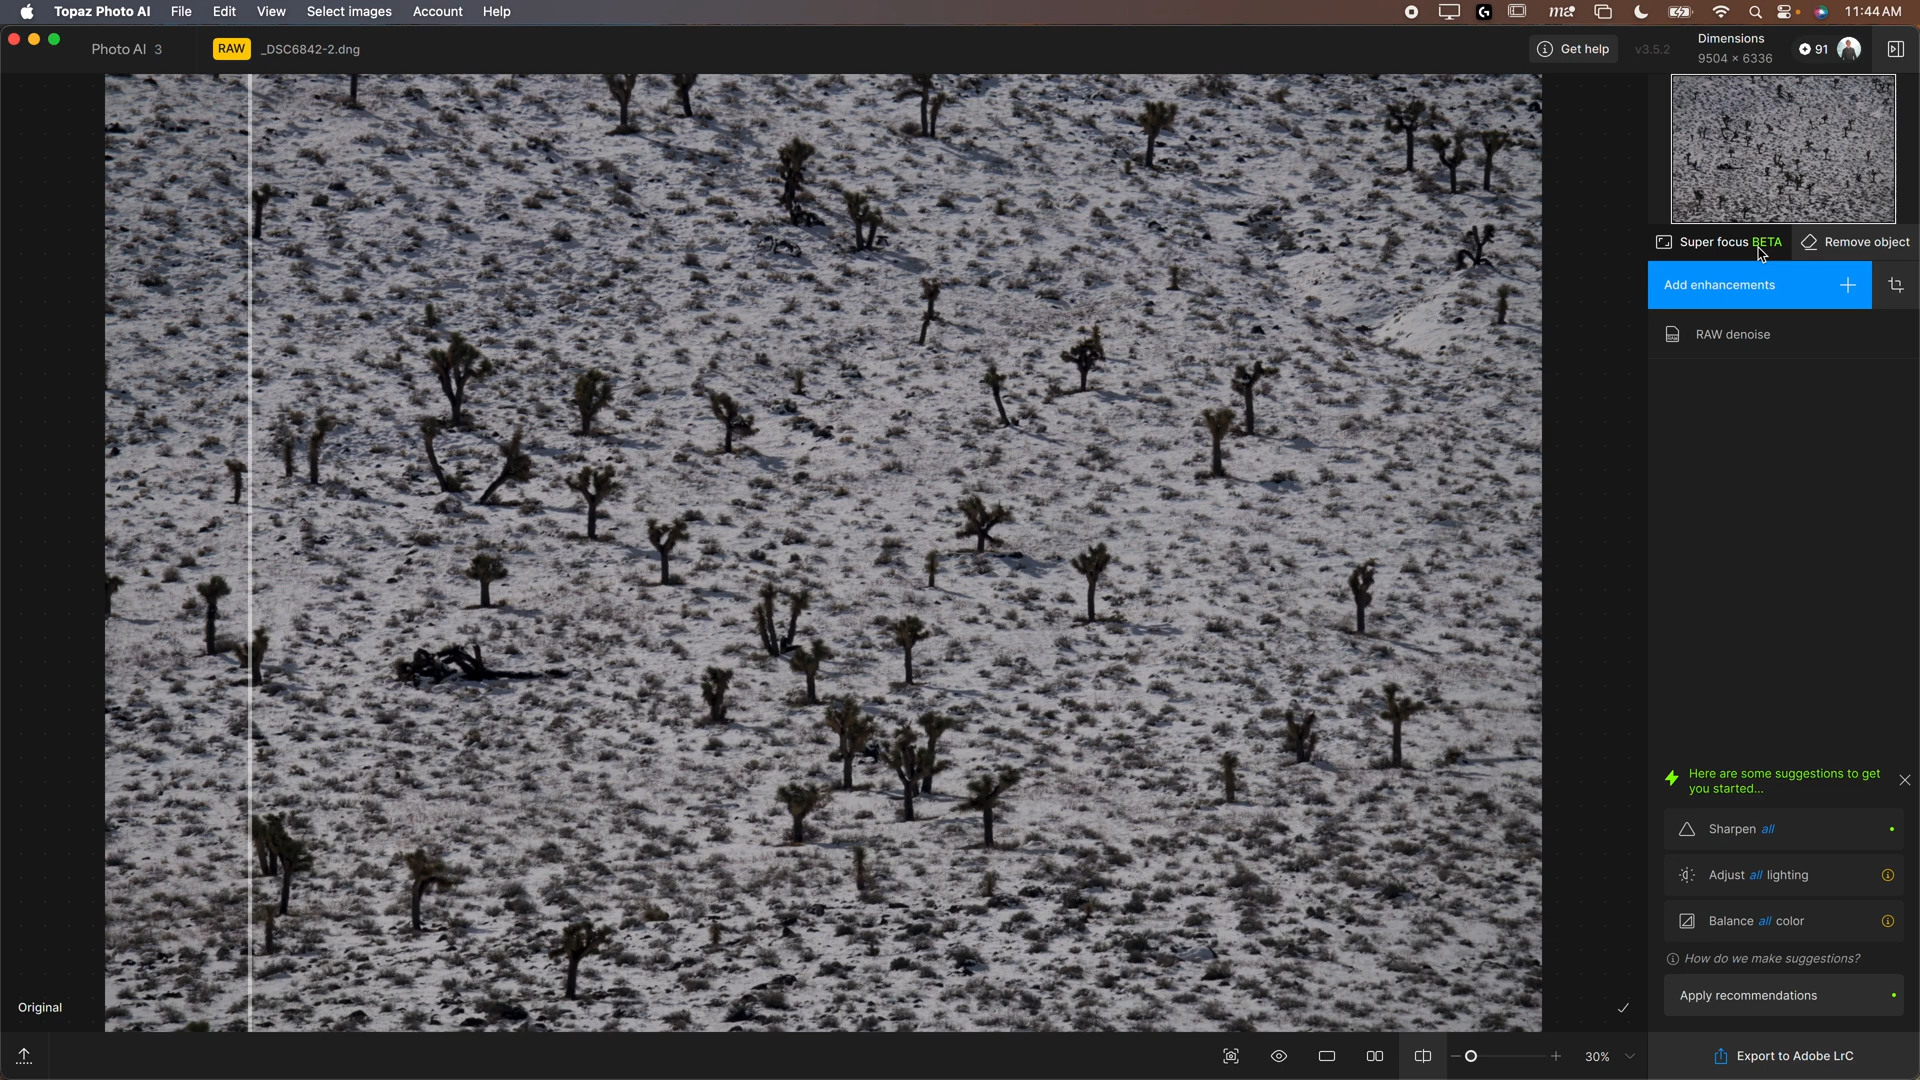 Topaz Photo AI File Edit View Select images Account Help 11:44 AM
Photo AI 3 RAW _DSC6842-2.dng Get help v3.5.2 Dimensions
9504 × 6336 91
Super focus BETA Remove object
Add enhancements
RAW denoise
Here are some suggestions to get
you started...
Sharpen all
Adjust all lighting
Balance all color
How do we make suggestions?
Apply recommendations
Original
30% Export to Adobe LrC